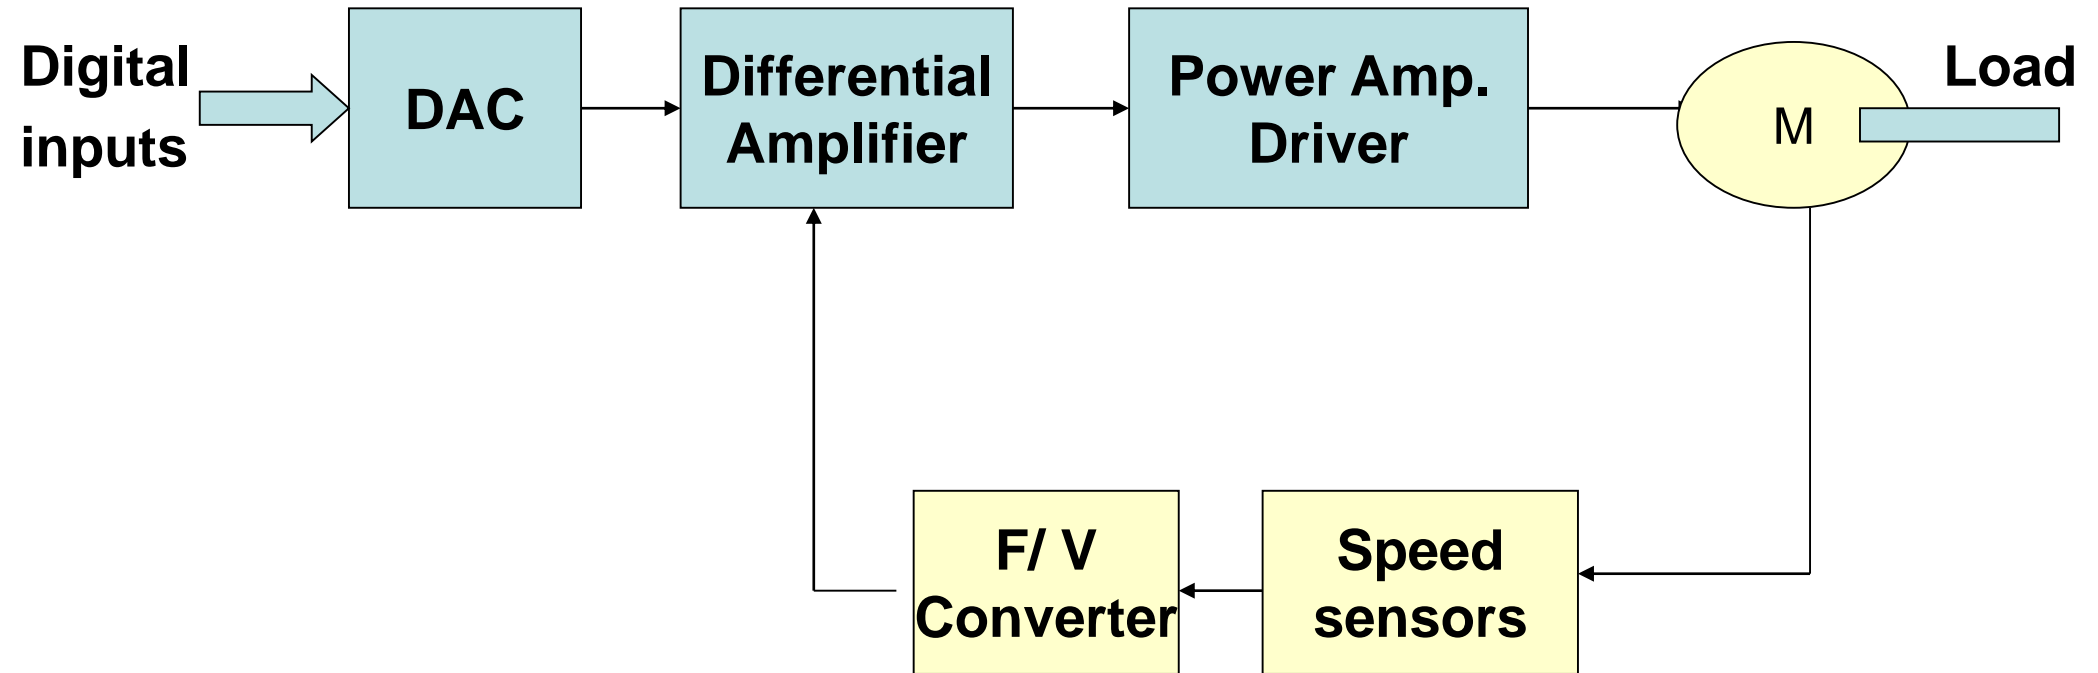 Digital
inputs
DAC
Differential
Amplifier
Power Amp.
Driver
M
Load
F/ V
Converter
Speed
sensors